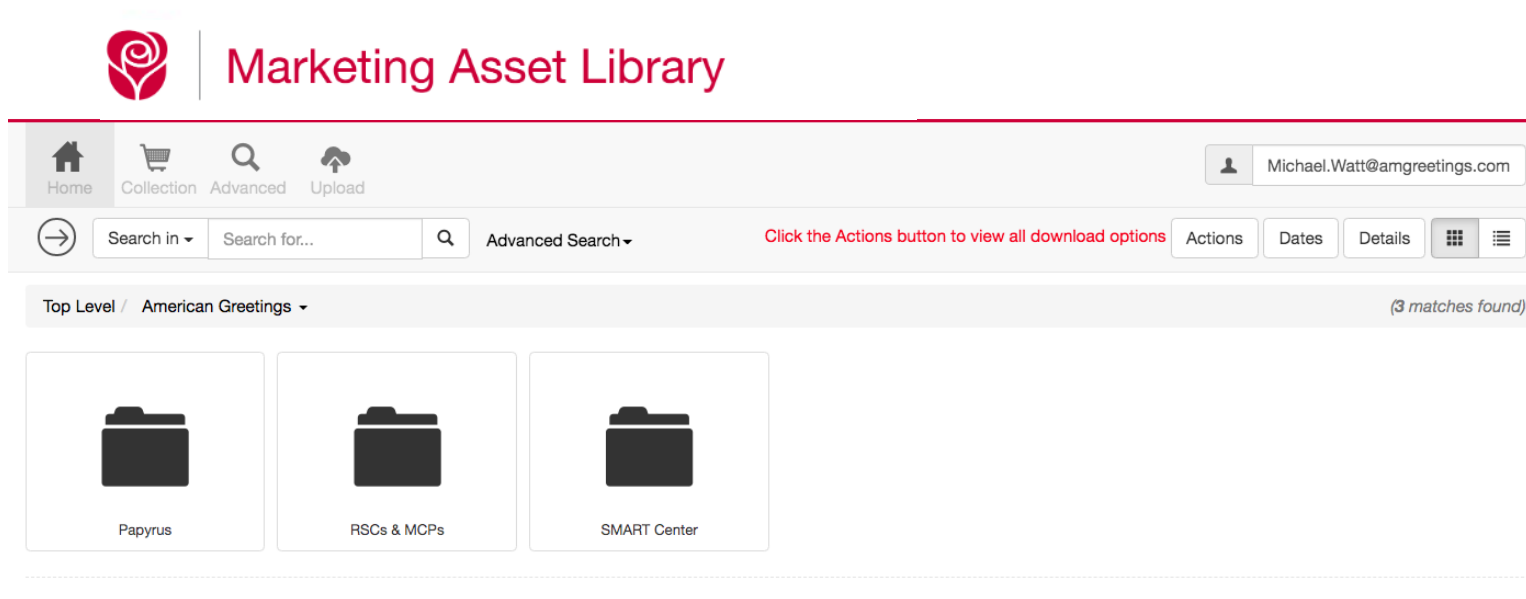 Marketing Asset Library
Home Collection Advanced Upload Michael.Watt@amgreetings.com
Search in Search for... Advanced Search Click the Actions button to view all download options Actions Dates Details
Top Level / American Greetings (3 matches found)
Papyrus RSCs & MCPs SMART Center